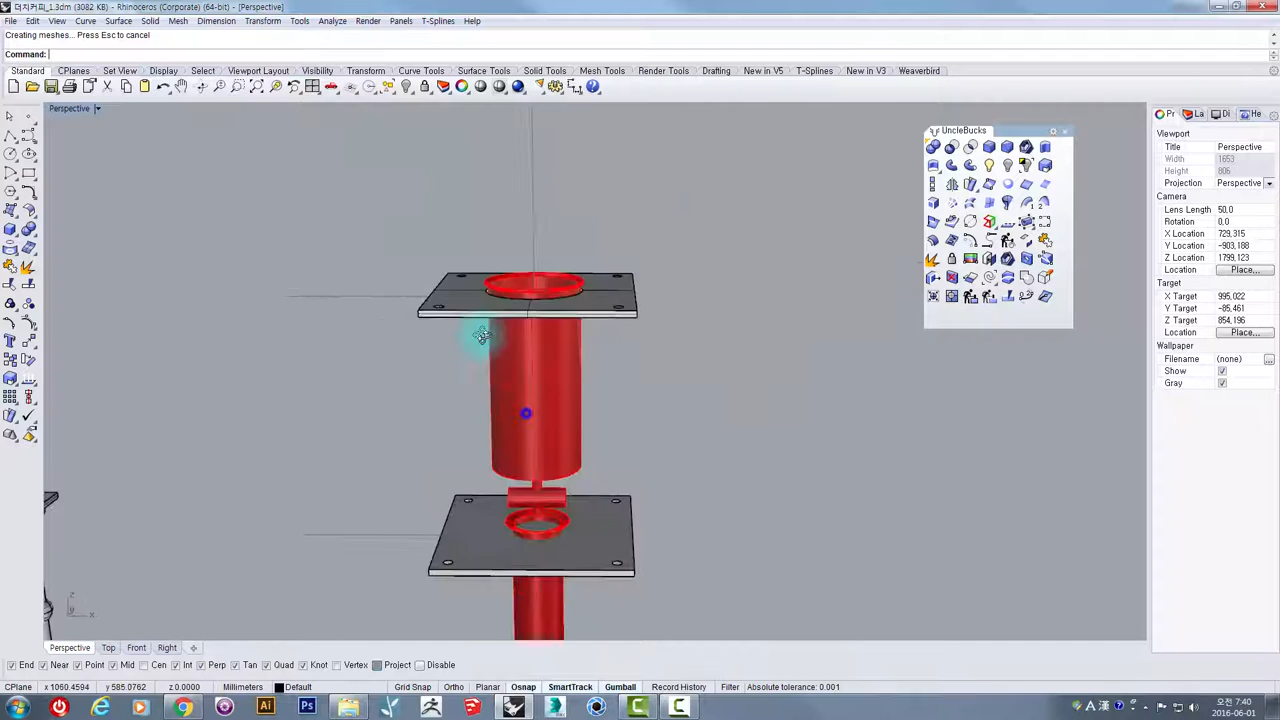 더치커피_1.3dm (3082 KB) - Rhinoceros (Corporate) (64-bit) - [Perspective]
File Edit View Curve Surface Solid Mesh Dimension Transform Tools Analyze Render Panels T-Splines Help
Creating meshes... Press Esc to cancel
Command:
Standard CPlanes Set View Display Select Viewport Layout Visibility Transform Curve Tools Surface Tools Solid Tools Mesh Tools Render Tools Drafting New in V5 T-Splines New in V3 Weaverbird
Perspective
UncleBucks
Pr La Di He
Viewport
Title Perspective
Width 1653
Height 806
Projection Perspective
Camera
Lens Length 50,0
Rotation 0,0
X Location 729,315
Y Location -903,188
Z Location 1799,123
Location Place...
Target
X Target 995,022
Y Target -85,461
Z Target 854,196
Location Place...
Wallpaper
Filename (none) ...
Show
Gray
z
y x
Perspective Top Front Right
End Near Point Mid Cen Int Perp Tan Quad Knot Vertex Project Disable
CPlane x 1060.4594 y 585.0762 z 0.0000 Millimeters Default Grid Snap Ortho Planar Osnap SmartTrack Gumball Record History Filter Absolute tolerance: 0.001
Ai Ps A 漢 오전 7:40
2016-06-01